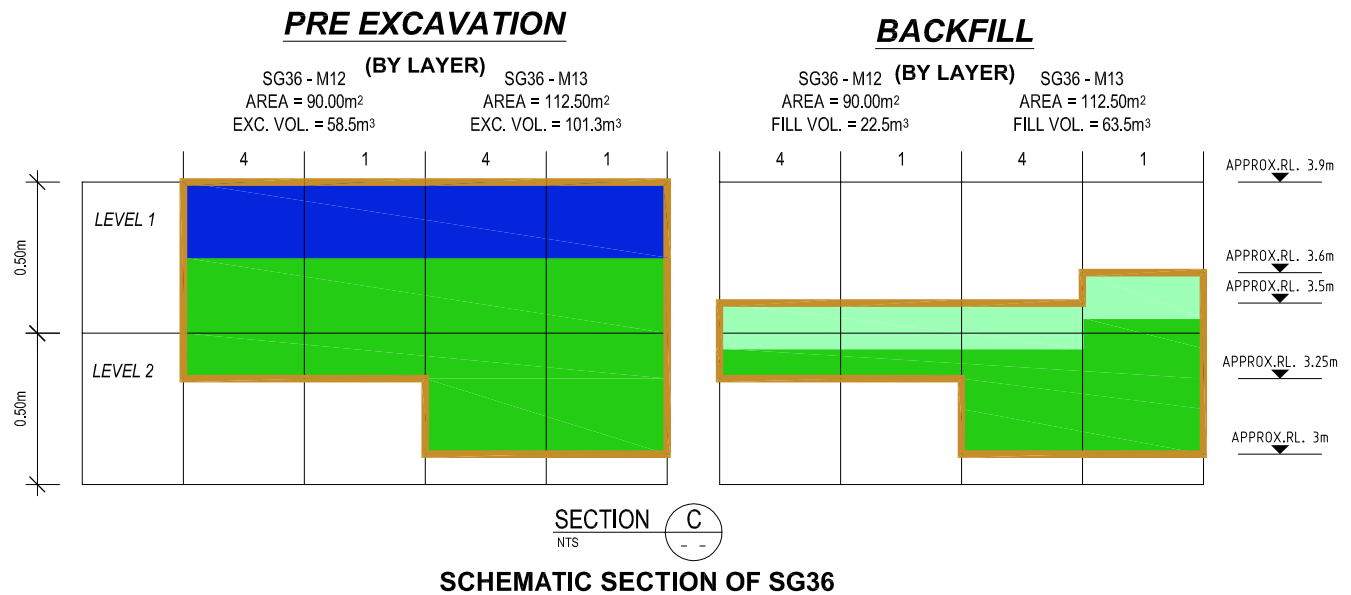 PRE EXCAVATION
(BY LAYER)
SG36 - M12
AREA = 90.00m²
EXC. VOL. = 58.5m³
SG36 - M13
AREA = 112.50m²
EXC. VOL. = 101.3m³
4 1 4 1
LEVEL 1
LEVEL 2
0.50m
0.50m
BACKFILL
(BY LAYER)
SG36 - M12
AREA = 90.00m²
FILL VOL. = 22.5m³
SG36 - M13
AREA = 112.50m²
FILL VOL. = 63.5m³
4 1 4 1
APPROX.RL. 3.9m
APPROX.RL. 3.6m
APPROX.RL. 3.5m
APPROX.RL. 3.25m
APPROX.RL. 3m
SECTION C
NTS - -
SCHEMATIC SECTION OF SG36